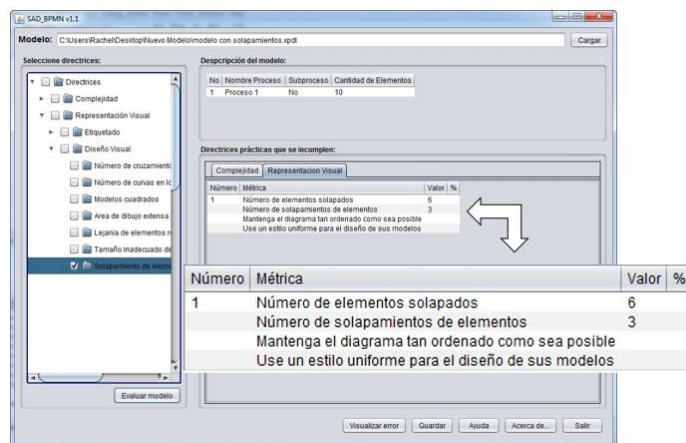 SAD_BPMN v1.1
Modelo: C:\Users\Rachel\Desktop\Nuevo Modelo\modelo con solapamientos.xpdl Cargar
Seleccione directrices:
Directrices
Complejidad
Representación Visual
Etiquetado
Diseño Visual
Número de cruzamient
Número de curvas en lo
Modelos cuadrados
Area de dibujo extensa
Lejania de elementos r
Tamaño inadecuado de
Solapamiento de eleme
Evaluar modelo
Despcripción del modelo:
No Nombre Proceso Subproceso Cantidad de Elementos
1 Proceso 1 No 10
Directrices prácticas que se incumplen:
Complejidad Representacion Visual
Número Métrica Valor %
1 Número de elementos solapados 6
Número de solapamientos de elementos 3
Mantenga el diagrama tan ordenado como sea posible
Use un estilo uniforme para el diseño de sus modelos
Número Métrica Valor %
1 Número de elementos solapados 6
Número de solapamientos de elementos 3
Mantenga el diagrama tan ordenado como sea posible
Use un estilo uniforme para el diseño de sus modelos
Visualizar error Guardar Ayuda Acerca de... Salir